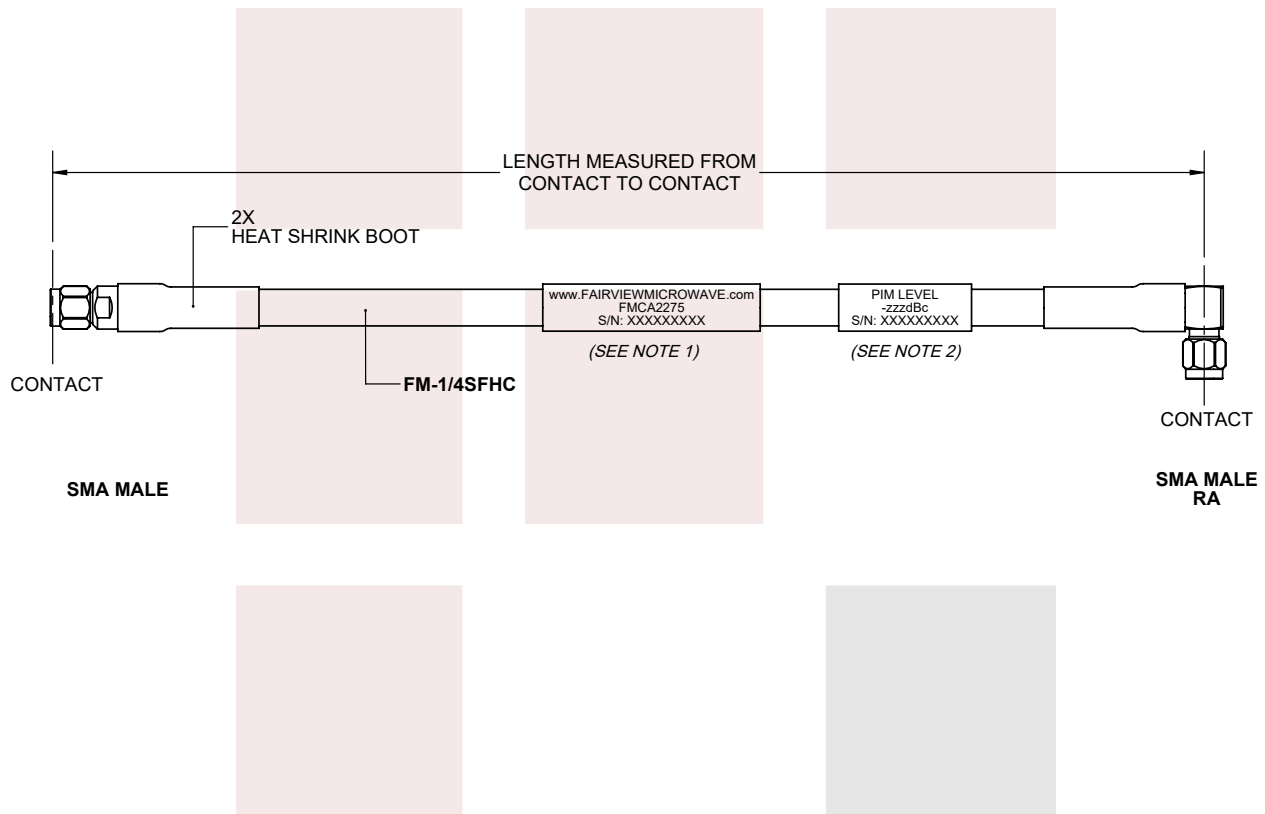 LENGTH MEASURED FROM
CONTACT TO CONTACT
2X
HEAT SHRINK BOOT
www.FAIRVIEWMICROWAVE.com
FMCA2275
S/N: XXXXXXXXX
PIM LEVEL
-zzzdBc
S/N: XXXXXXXXX
(SEE NOTE 1)
(SEE NOTE 2)
CONTACT
FM-1/4SFHC
CONTACT
SMA MALE
SMA MALE
RA